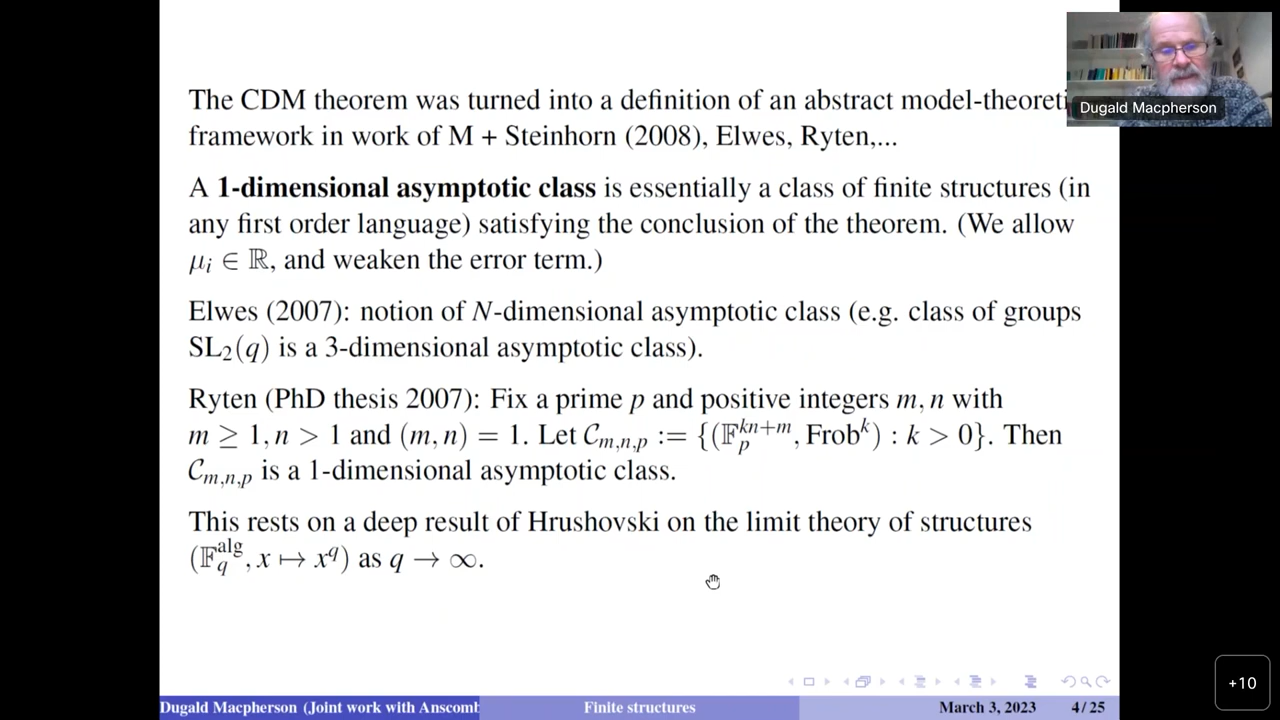 The CDM theorem was turned into a definition of an abstract model-theoreti
framework in work of M + Steinhorn (2008), Elwes, Ryten,...
A 1-dimensional asymptotic class is essentially a class of finite structures (in
any first order language) satisfying the conclusion of the theorem. (We allow
μᵢ ∈ ℝ, and weaken the error term.)
Elwes (2007): notion of N-dimensional asymptotic class (e.g. class of groups
SL₂(q) is a 3-dimensional asymptotic class).
Ryten (PhD thesis 2007): Fix a prime p and positive integers m, n with
m ≥ 1, n > 1 and (m, n) = 1. Let 𝒞_{m,n,p} := {(𝔽_p^{kn+m}, Frob^k) : k > 0}. Then
𝒞_{m,n,p} is a 1-dimensional asymptotic class.
This rests on a deep result of Hrushovski on the limit theory of structures
(𝔽_q^{alg}, x ↦ x^q) as q → ∞.
Dugald Macpherson
+10
Dugald Macpherson (Joint work with Anscomb
Finite structures
March 3, 2023
4/25